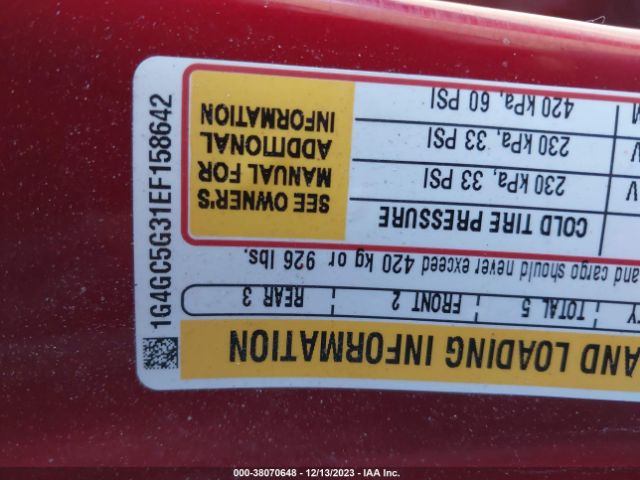 AND LOADING INFORMATION
TY : TOTAL 5 FRONT 2 REAR 3
and cargo should never exceed 420 kg or 926 lbs.
COLD TIRE PRESSURE
230 kPa, 33 PSI
230 kPa, 33 PSI
420 kPa, 60 PSI
SEE OWNER'S
MANUAL FOR
ADDITIONAL
INFORMATION
1G4GC5G31EF158642
000-38070648 - 12/13/2023 - IAA Inc.